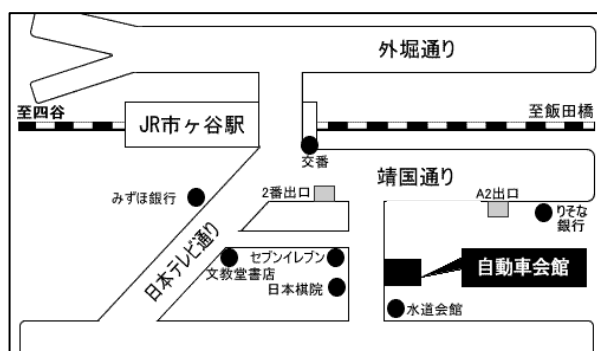 外堀通り
至四谷
JR市ヶ谷駅
至飯田橋
交番
靖国通り
みずほ銀行
2番出口
A2出口
りそな
銀行
日本テレビ通り
セブンイレブン
文教堂書店
日本棋院
自動車会館
水道会館